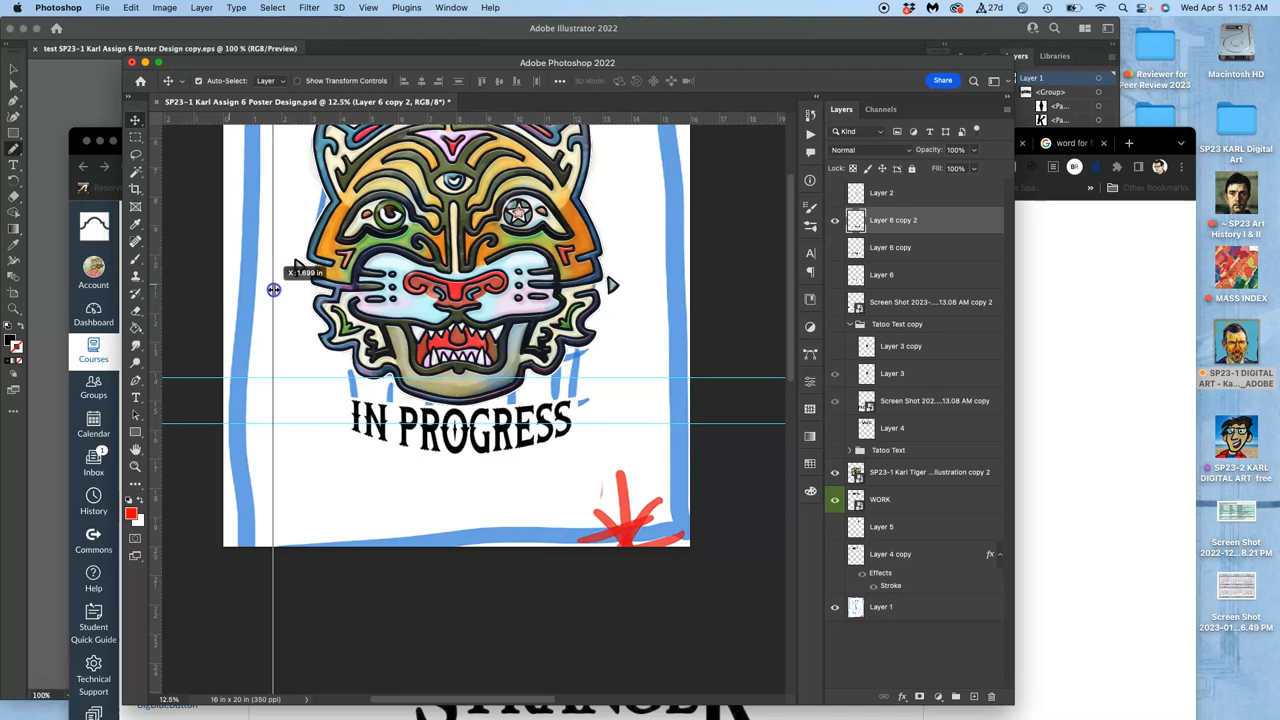 Photoshop File Edit Image Layer Type Select Filter 3D View Plugins Window Help
27d
Wed Apr 5 11:52 AM
Adobe Illustrator 2022
test SP23-1 Karl Assign 6 Poster Design copy.eps @ 100 % (RGB/Preview)
Layers Libraries
Adobe Photoshop 2022
Auto-Select: Layer Show Transform Controls
3D Mode:
Share
SP23-1 Karl Assign 6 Poster Design.psd @ 12.5% (Layer 6 copy 2, RGB/8*) *
Layers Channels
Kind
Normal Opacity: 100%
Lock: Fill: 100%
Layer 2
Layer 6 copy 2
Layer 6 copy
Layer 6
Screen Shot 2023-....13.08 AM copy 2
Tatoo Text copy
Layer 3 copy
Layer 3
Screen Shot 202....13.08 AM copy
Layer 4
Tatoo Text
SP23-1 Karl Tiger ...llustration copy 2
WORK
Layer 5
Layer 4 copy
fx
Effects
Stroke
Layer 1
Layer 1
<Group>
<Pa...
<Pa...
X: 1.699 in
IN PROGRESS
12.5% 16 in x 20 in (350 ppi)
100%
Account
Dashboard
Courses
Groups
Calendar
1
Inbox
History
Commons
Help
Student
Quick Guide
Technical
Support
BigBlueButton
word for
Other Bookmarks
Reviewer for
Peer Review 2023
Macintosh HD
SP23 KARL Digital
Art
~ SP23 Art
History I & II
MASS INDEX
SP23-1 DIGITAL
ART - Ka..._ADOBE
SP23-2 KARL
DIGITAL ART FREE
Screen Shot
2022-12...8.21 PM
Screen Shot
2023-01...6.49 PM